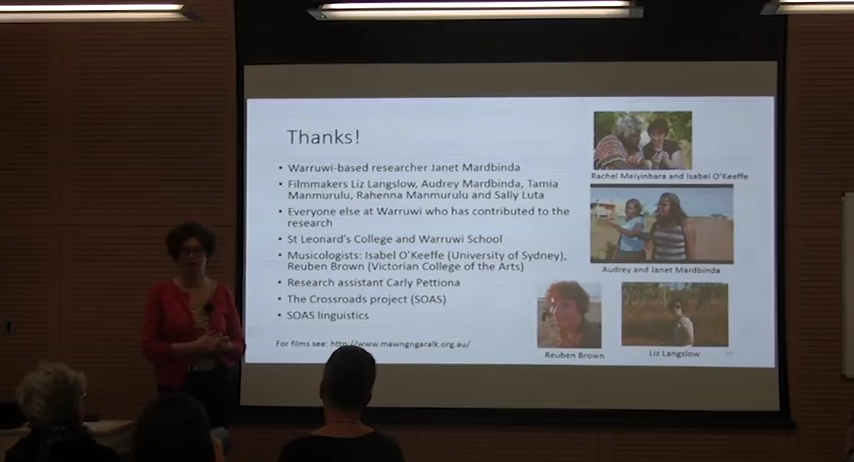 Thanks!
• Warruwi-based researcher Janet Mardbinda
• Filmmakers Liz Langslow, Audrey Mardbinda, Tamia
Manmurulu, Rahenna Manmurulu and Sally Luta
• Everyone else at Warruwi who has contributed to the
research
• St Leonard's College and Warruwi School
• Musicologists: Isabel O'Keeffe (University of Sydney),
Reuben Brown (Victorian College of the Arts)
• Research assistant Carly Pettiona
• The Crossroads project (SOAS)
• SOAS linguistics
For films see: http://www.mawngngaralk.org.au/
Rachel Meiyinbara and Isabel O'Keeffe
Audrey and Janet Mardbinda
Reuben Brown
Liz Langslow